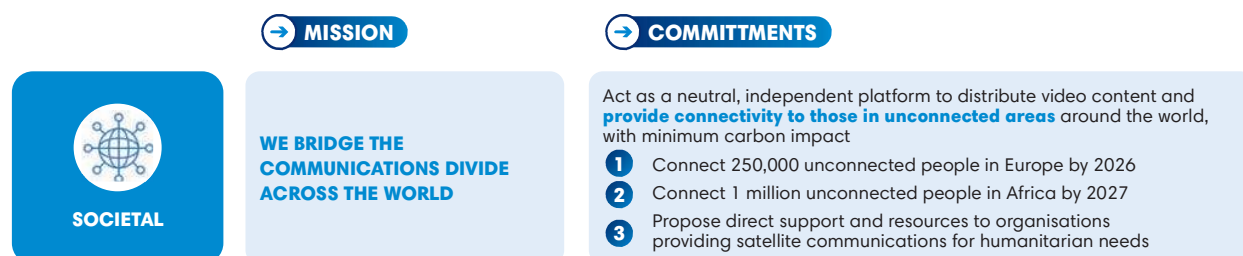 MISSION
COMMITTMENTS
SOCIETAL
WE BRIDGE THE
COMMUNICATIONS DIVIDE
ACROSS THE WORLD
Act as a neutral, independent platform to distribute video content and
provide connectivity to those in unconnected areas around the world,
with minimum carbon impact
1 Connect 250,000 unconnected people in Europe by 2026
2 Connect 1 million unconnected people in Africa by 2027
3 Propose direct support and resources to organisations
providing satellite communications for humanitarian needs